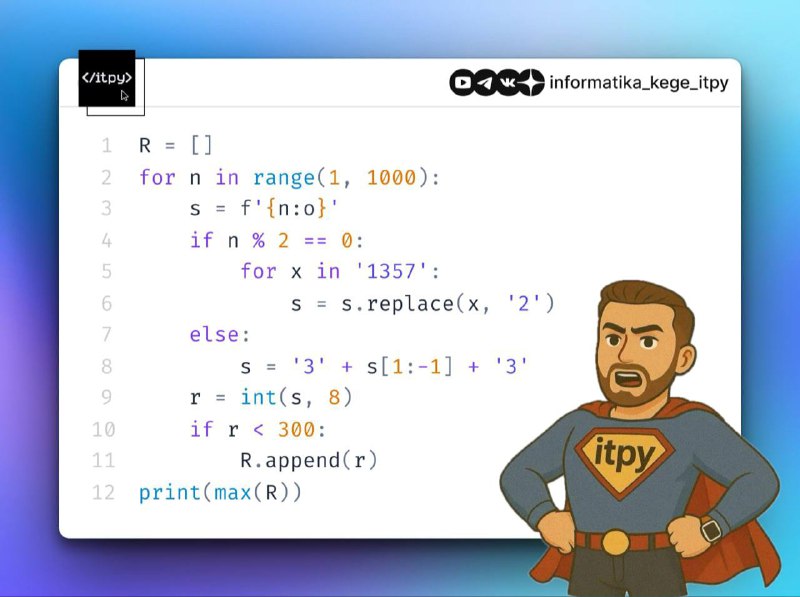 </itpy>
informatika_kege_itpy
1 R = []
2 for n in range(1, 1000):
3     s = f'{n:o}'
4     if n % 2 == 0:
5         for x in '1357':
6             s = s.replace(x, '2')
7     else:
8         s = '3' + s[1:-1] + '3'
9     r = int(s, 8)
10     if r < 300:
11         R.append(r)
12 print(max(R))
itpy